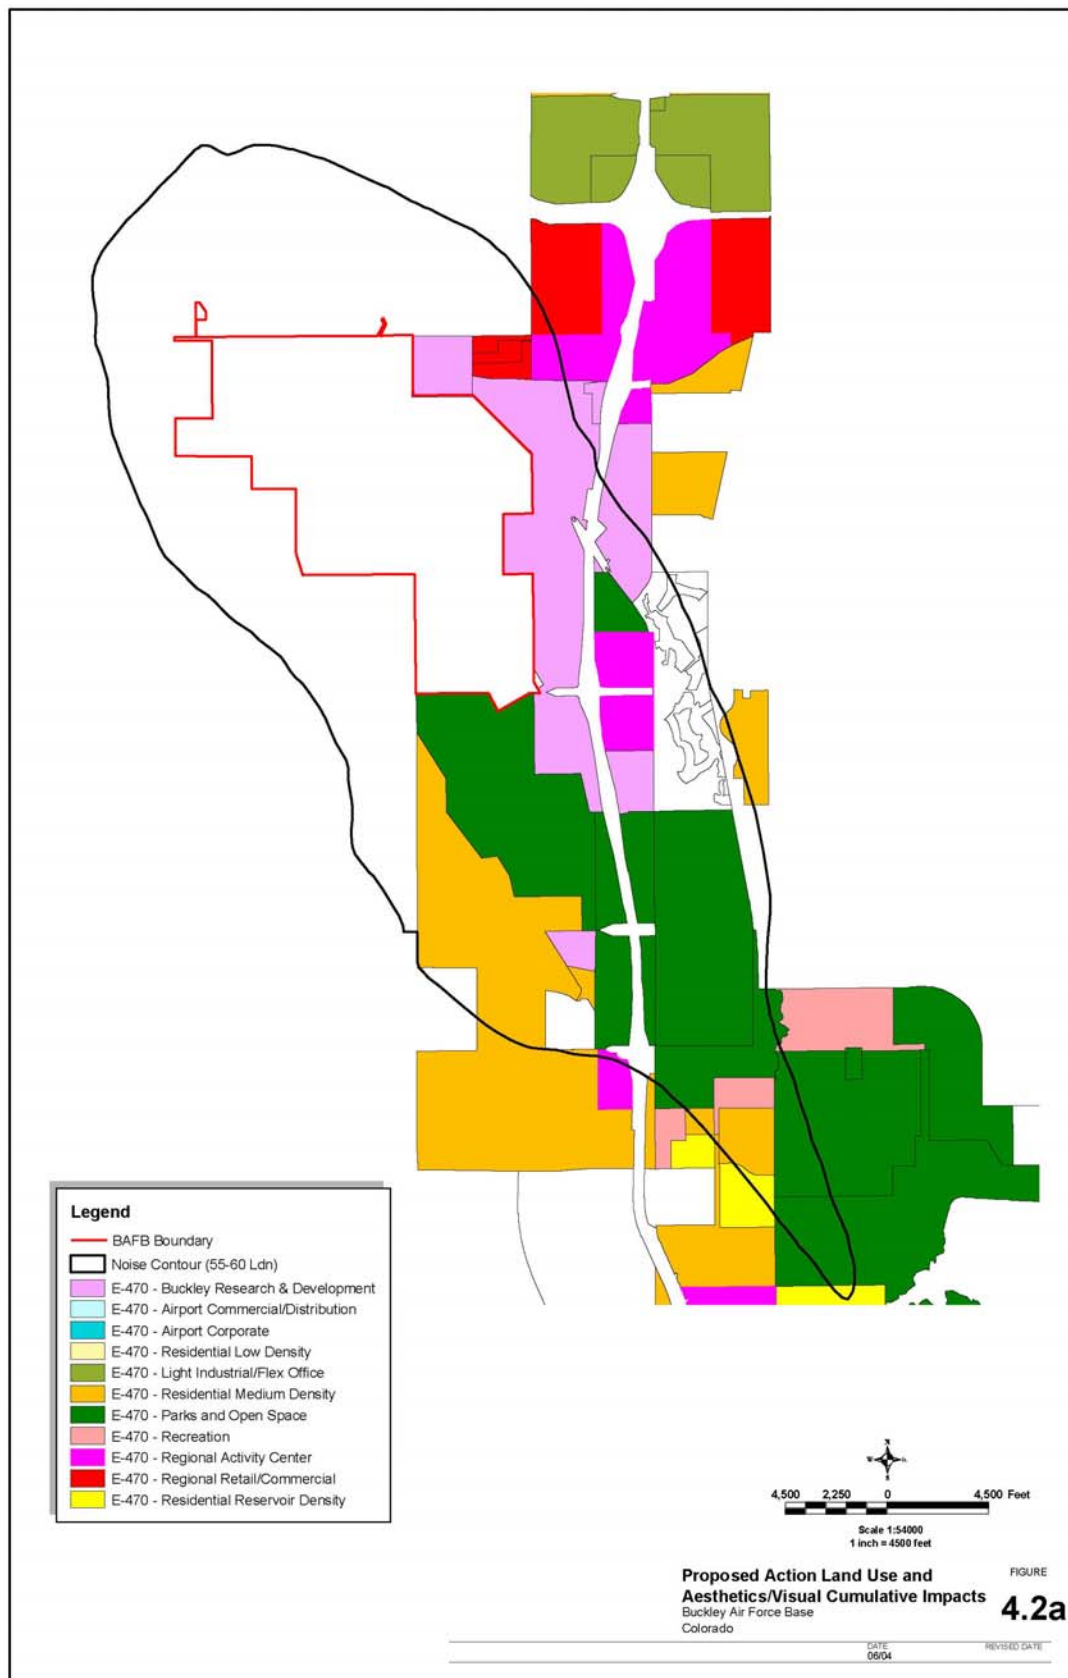 Legend
BAFB Boundary
Noise Contour (55-60 Ldn)
E-470 - Buckley Research & Development
E-470 - Airport Commercial/Distribution
E-470 - Airport Corporate
E-470 - Residential Low Density
E-470 - Light Industrial/Flex Office
E-470 - Residential Medium Density
E-470 - Parks and Open Space
E-470 - Recreation
E-470 - Regional Activity Center
E-470 - Regional Retail/Commercial
E-470 - Residential Reservoir Density
4,500 2,250 0 4,500 Feet
Scale 1:54000
1 inch = 4500 feet
Proposed Action Land Use and
Aesthetics/Visual Cumulative Impacts
Buckley Air Force Base
Colorado
FIGURE
4.2a
DATE
06/04
REVISED DATE